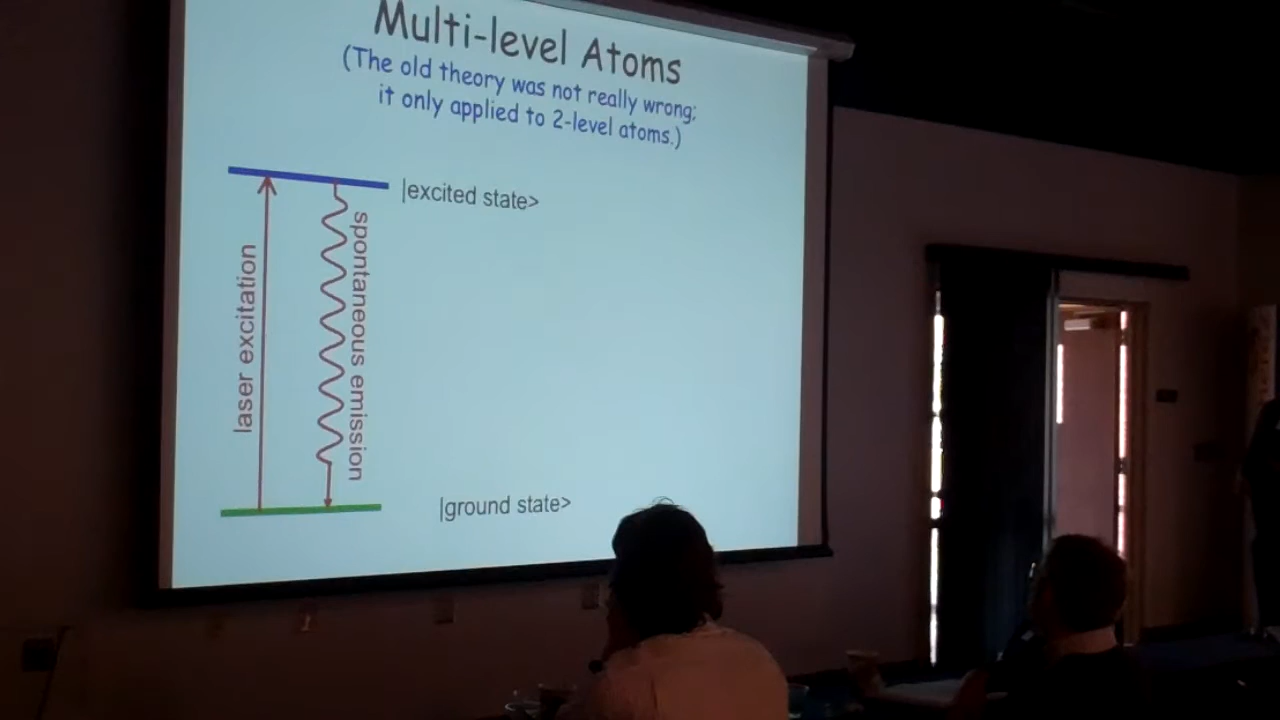 Multi-level Atoms
(The old theory was not really wrong;
it only applied to 2-level atoms.)
|excited state>
laser excitation
spontaneous emission
|ground state>